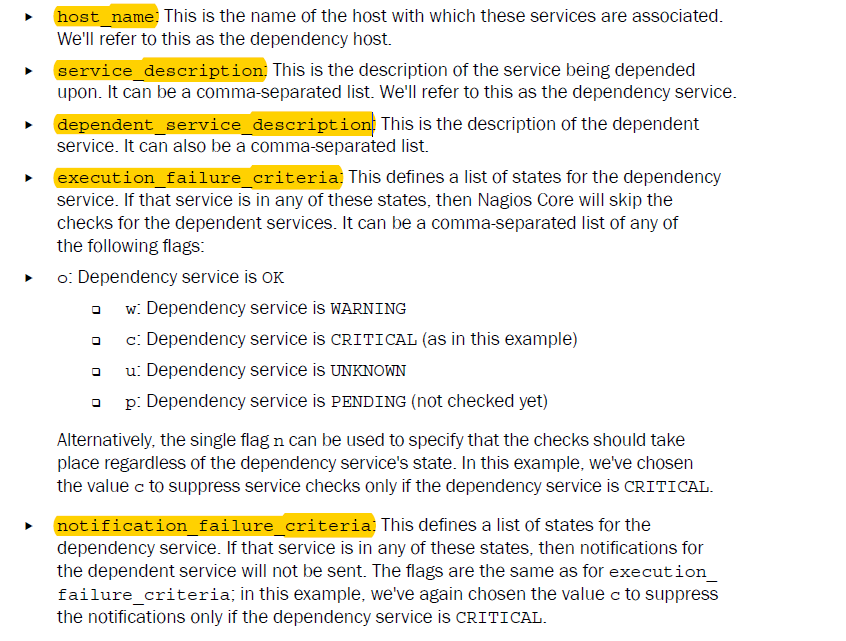 ► host_name: This is the name of the host with which these services are associated.
We'll refer to this as the dependency host.
► service_description: This is the description of the service being depended
upon. It can be a comma-separated list. We'll refer to this as the dependency service.
► dependent_service_description: This is the description of the dependent
service. It can also be a comma-separated list.
► execution_failure_criteria: This defines a list of states for the dependency
service. If that service is in any of these states, then Nagios Core will skip the
checks for the dependent services. It can be a comma-separated list of any of
the following flags:
► o: Dependency service is OK
❑ w: Dependency service is WARNING
❑ c: Dependency service is CRITICAL (as in this example)
❑ u: Dependency service is UNKNOWN
❑ p: Dependency service is PENDING (not checked yet)
Alternatively, the single flag n can be used to specify that the checks should take
place regardless of the dependency service's state. In this example, we've chosen
the value c to suppress service checks only if the dependency service is CRITICAL.
► notification_failure_criteria: This defines a list of states for the
dependency service. If that service is in any of these states, then notifications for
the dependent service will not be sent. The flags are the same as for execution_
failure_criteria; in this example, we've again chosen the value c to suppress
the notifications only if the dependency service is CRITICAL.